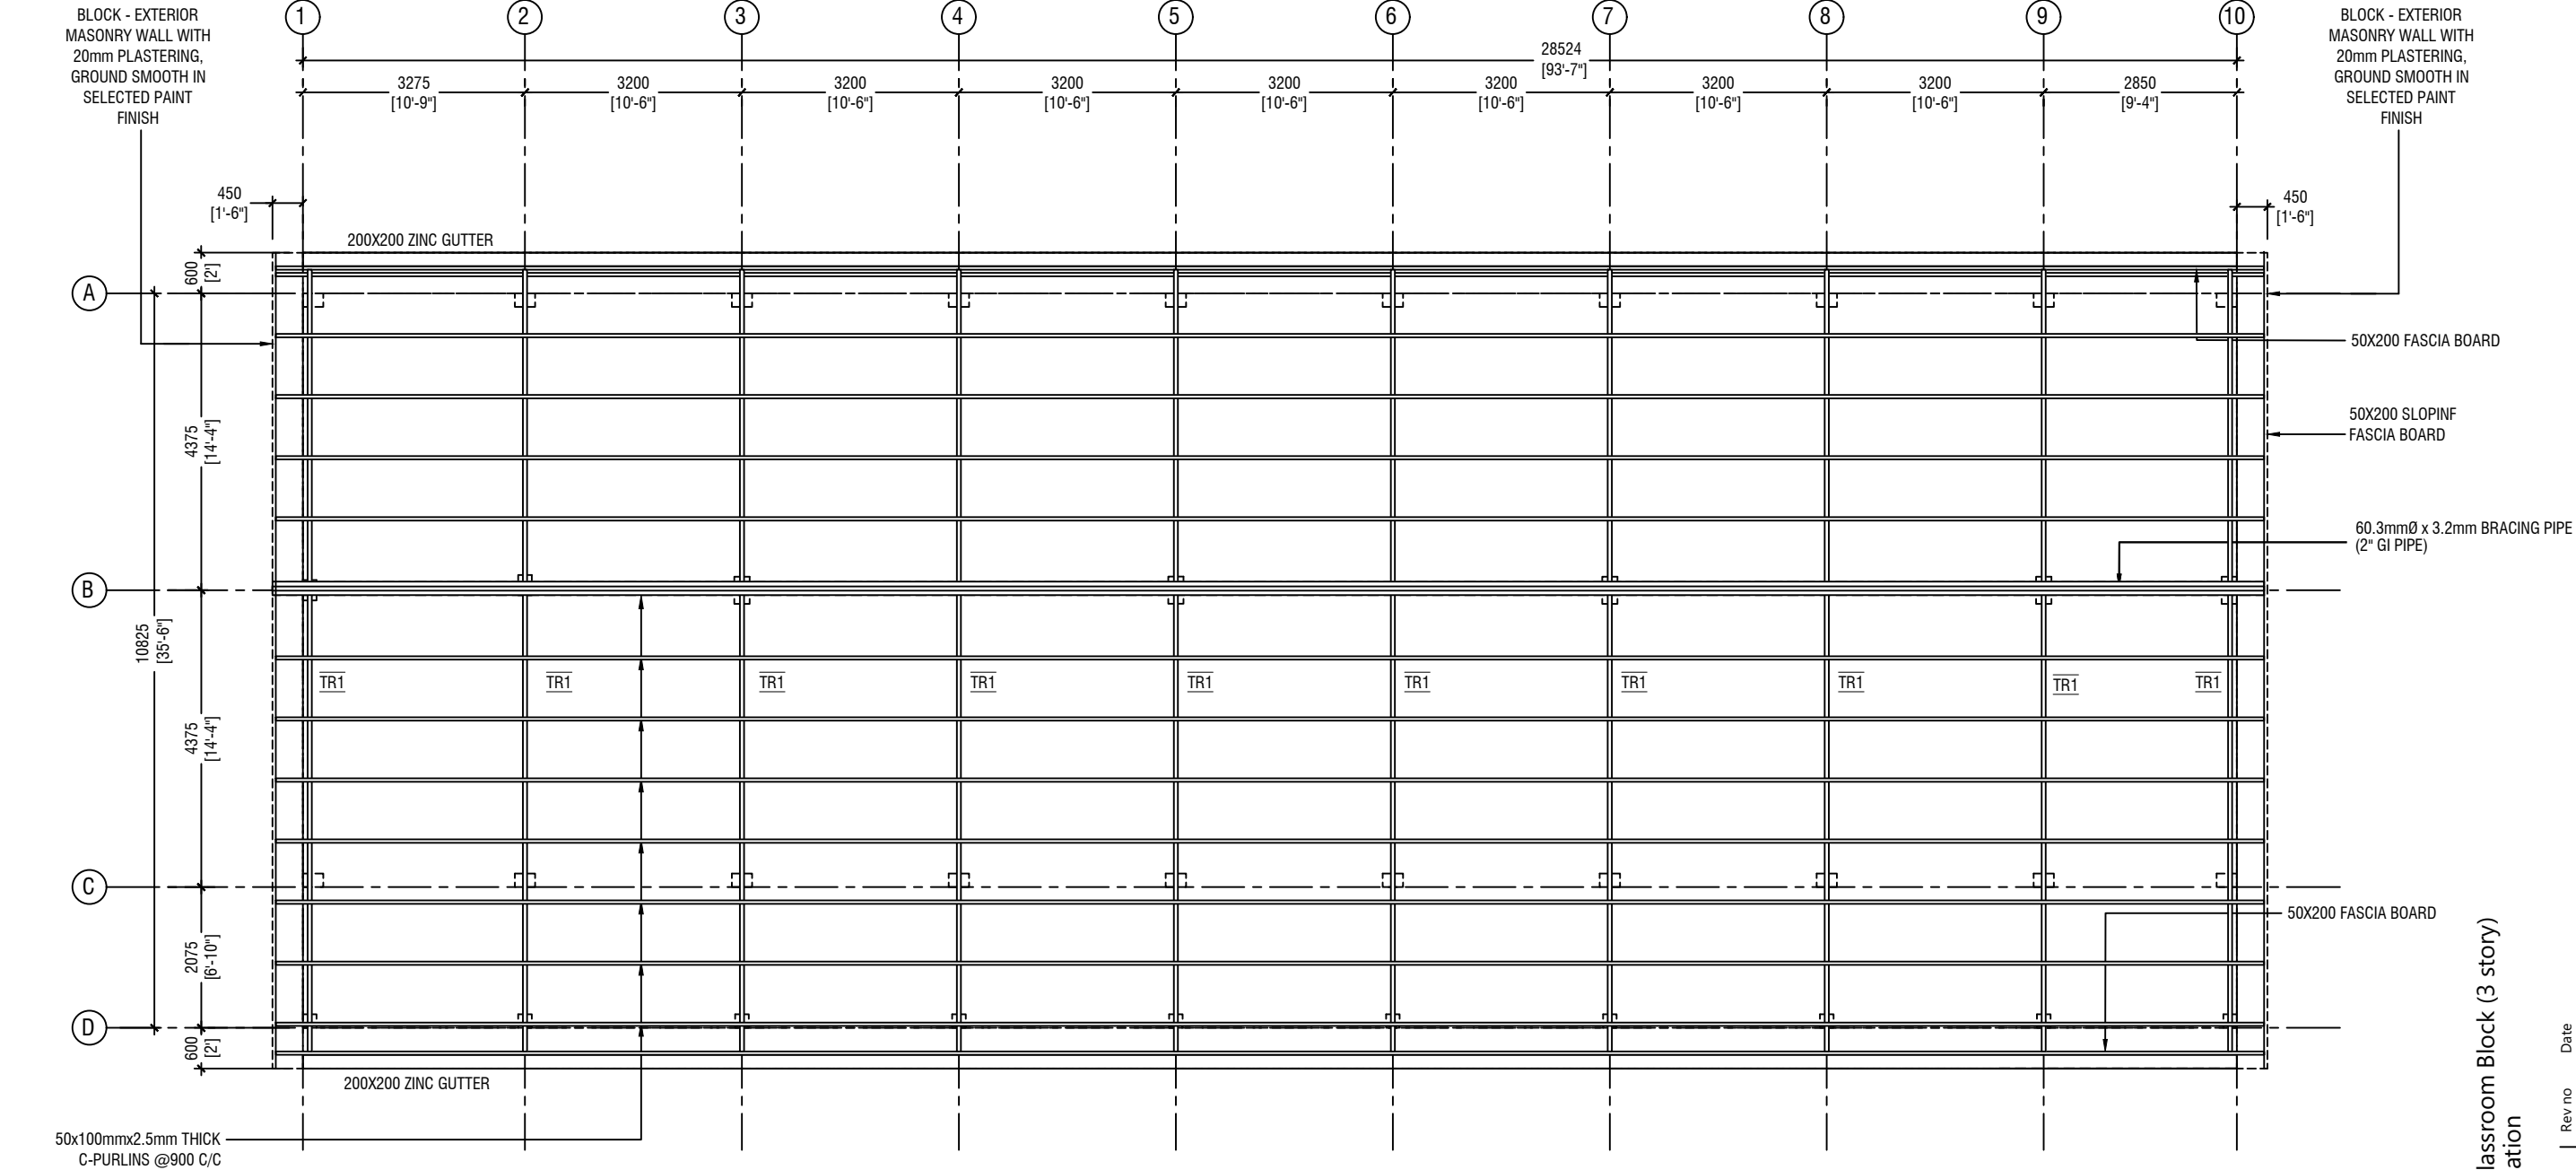 BLOCK - EXTERIOR
MASONRY WALL WITH
20mm PLASTERING,
GROUND SMOOTH IN
SELECTED PAINT
FINISH
1
2
3
4
5
6
7
8
9
10
BLOCK - EXTERIOR
MASONRY WALL WITH
20mm PLASTERING,
GROUND SMOOTH IN
SELECTED PAINT
FINISH
28524
[93'-7"]
3275
[10'-9"]
3200
[10'-6"]
3200
[10'-6"]
3200
[10'-6"]
3200
[10'-6"]
3200
[10'-6"]
3200
[10'-6"]
3200
[10'-6"]
2850
[9'-4"]
450
[1'-6"]
450
[1'-6"]
200X200 ZINC GUTTER
600
[2']
A
50X200 FASCIA BOARD
4375
[14'-4"]
50X200 SLOPINF
FASCIA BOARD
60.3mmØ x 3.2mm BRACING PIPE
(2" GI PIPE)
B
10825
[35'-6"]
TR1
TR1
TR1
TR1
TR1
TR1
TR1
TR1
TR1
TR1
4375
[14'-4"]
C
50X200 FASCIA BOARD
2075
[6'-10"]
D
600
[2']
200X200 ZINC GUTTER
50x100mmx2.5mm THICK
C-PURLINS @900 C/C
lassroom Block (3 story)
ation
Rev no
Date